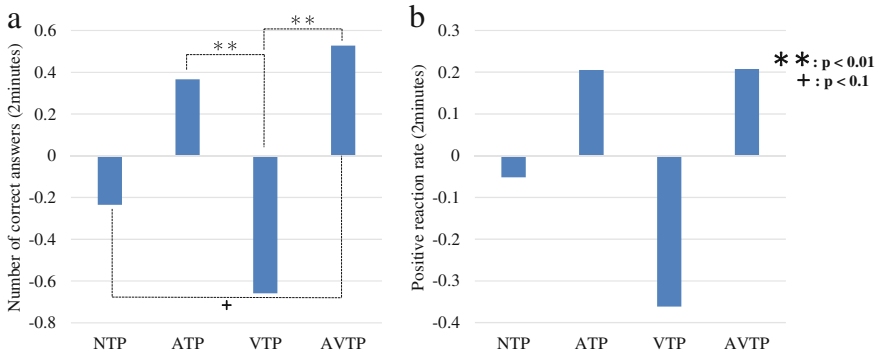 a
Number of correct answers (2minutes)
0.6
0.4
0.2
0
-0.2
-0.4
-0.6
-0.8
NTP ATP VTP AVTP
**
**
+
b
Positive reaction rate (2minutes)
0.3
0.2
0.1
0
-0.1
-0.2
-0.3
-0.4
NTP ATP VTP AVTP
**: p < 0.01
+: p < 0.1